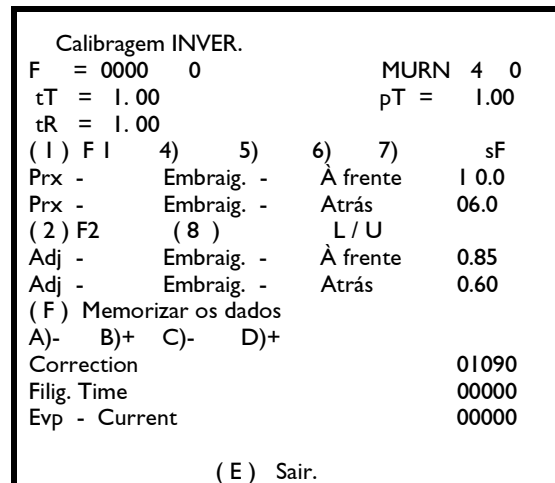 Calibragem INVER.
F = 0000 0 MURN 4 0
tT = 1. 00 pT = 1.00
tR = 1. 00
( 1 ) F 1 4) 5) 6) 7) sF
Prx - Embraig. - À frente 1 0.0
Prx - Embraig. - Atrás 06.0
( 2 ) F2 ( 8 ) L / U
Adj - Embraig. - À frente 0.85
Adj - Embraig. - Atrás 0.60
( F ) Memorizar os dados
A)- B)+ C)- D)+
Correction 01090
Filig. Time 00000
Evp - Current 00000
( E ) Sair.